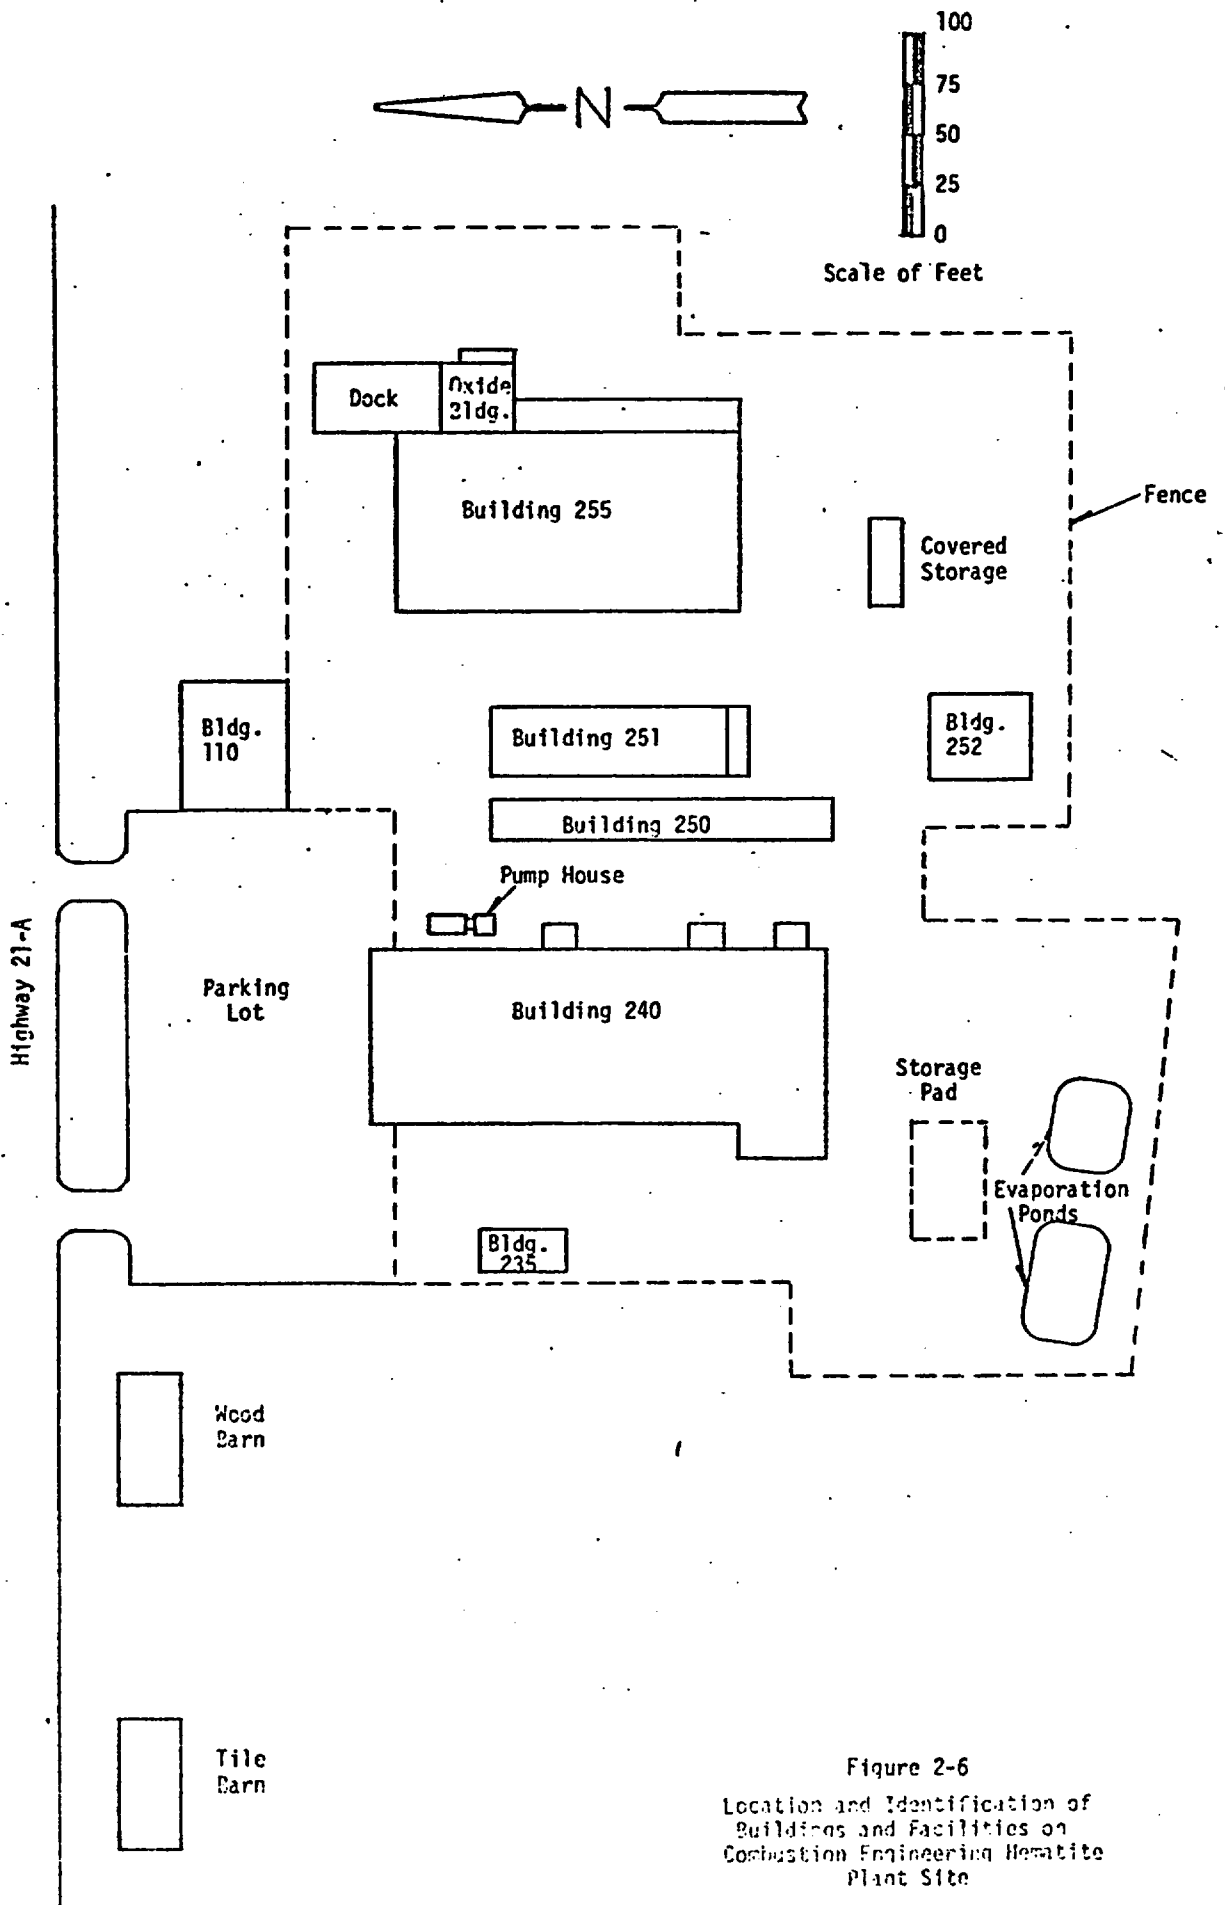 100
75
N
50
25
0
Scale of Feet
Dock
Oxide
Bldg.
Building 255
Fence
Covered
Storage
Bldg.
110
Building 251
Bldg.
252
Building 250
Pump House
Highway 21-A
Parking
Lot
Building 240
Storage
Pad
Evaporation
Ponds
Bldg.
235
Wood
Barn
Tile
Barn
Figure 2-6
Location and Identification of
Buildings and Facilities on
Combustion Engineering Hematite
Plant Site